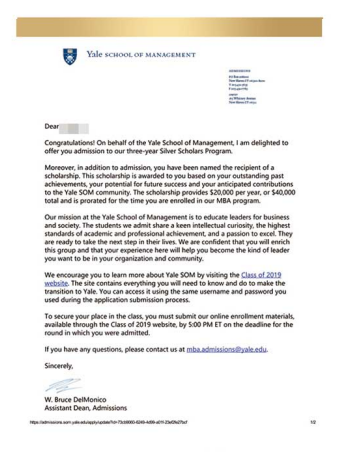 Yale SCHOOL OF MANAGEMENT
Dear
Congratulations! On behalf of the Yale School of Management, I am delighted to
offer you admission to our three-year Silver Scholars Program.
Moreover, in addition to admission, you have been named the recipient of a
scholarship. This scholarship is awarded to you based on your outstanding past
achievements, your potential for future success and your anticipated contributions
to the Yale SOM community. The scholarship provides $20,000 per year, or $40,000
total and is prorated for the time you are enrolled in our MBA program.
Our mission at the Yale School of Management is to educate leaders for business
and society. The students we admit share a keen intellectual curiosity, the highest
standards of academic and professional achievement, and a passion to excel. They
are ready to take the next step in their lives. We are confident that you will enrich
this group and that your experience here will help you become the kind of leader
you want to be in your organization and community.
We encourage you to learn more about Yale SOM by visiting the Class of 2019
website. The site contains everything you will need to know and do to make the
transition to Yale. You can access it using the same username and password you
used during the application submission process.
To secure your place in the class, you must submit our online enrollment materials,
available through the Class of 2019 website, by 5:00 PM ET on the deadline for the
round in which you were admitted.
If you have any questions, please contact us at mba.admissions@yale.edu.
Sincerely,
W. Bruce DelMonico
Assistant Dean, Admissions
1/2